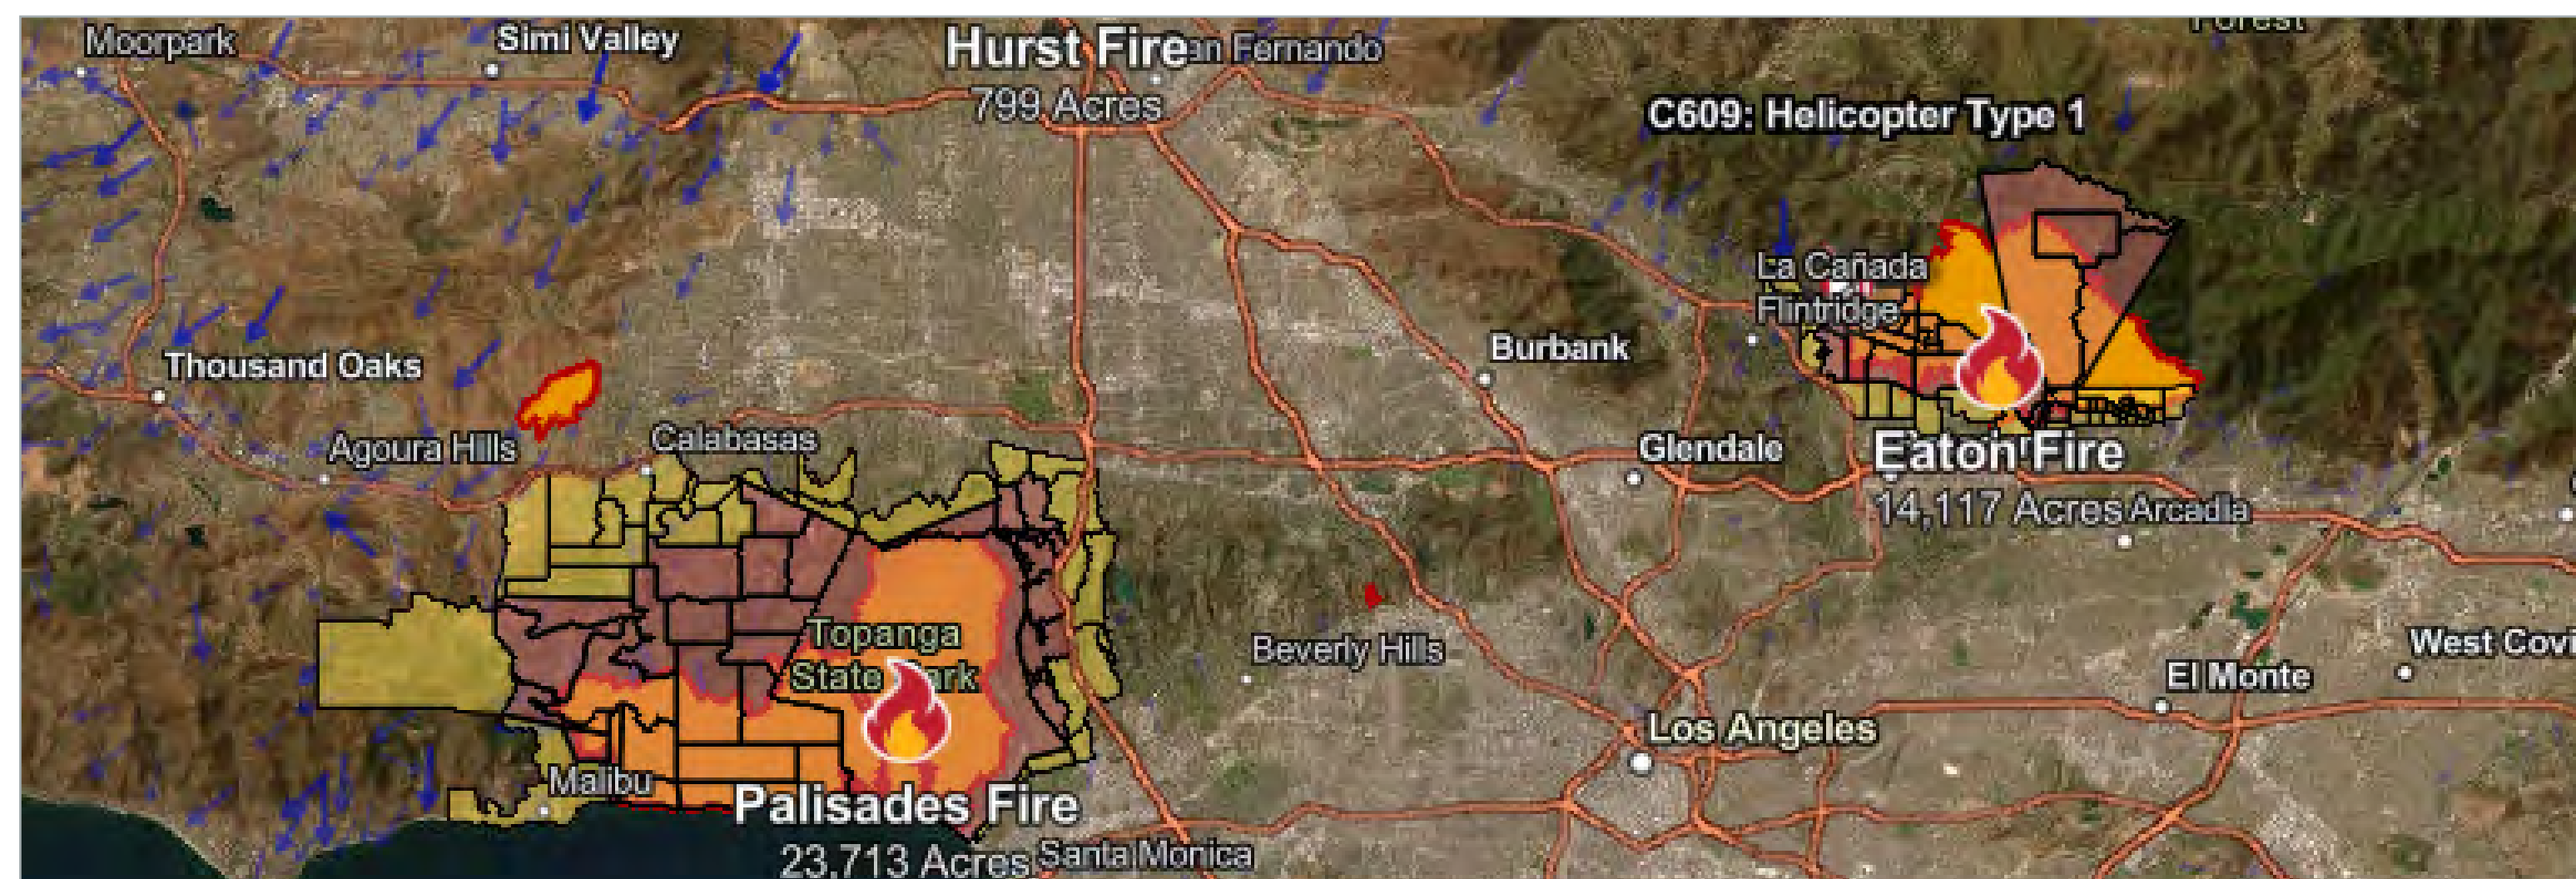 Moorpark
Simi Valley
Hurst Fire
an Fernando
799 Acres
C609: Helicopter Type 1
La Cañada
Flintridge
Thousand Oaks
Burbank
Agoura Hills
Calabasas
Glendale
Eaton Fire
14,117 Acres
Arcadia
Topanga
State Park
Beverly Hills
West Covi
El Monte
Los Angeles
Malibu
Palisades Fire
23,713 Acres
Santa Monica